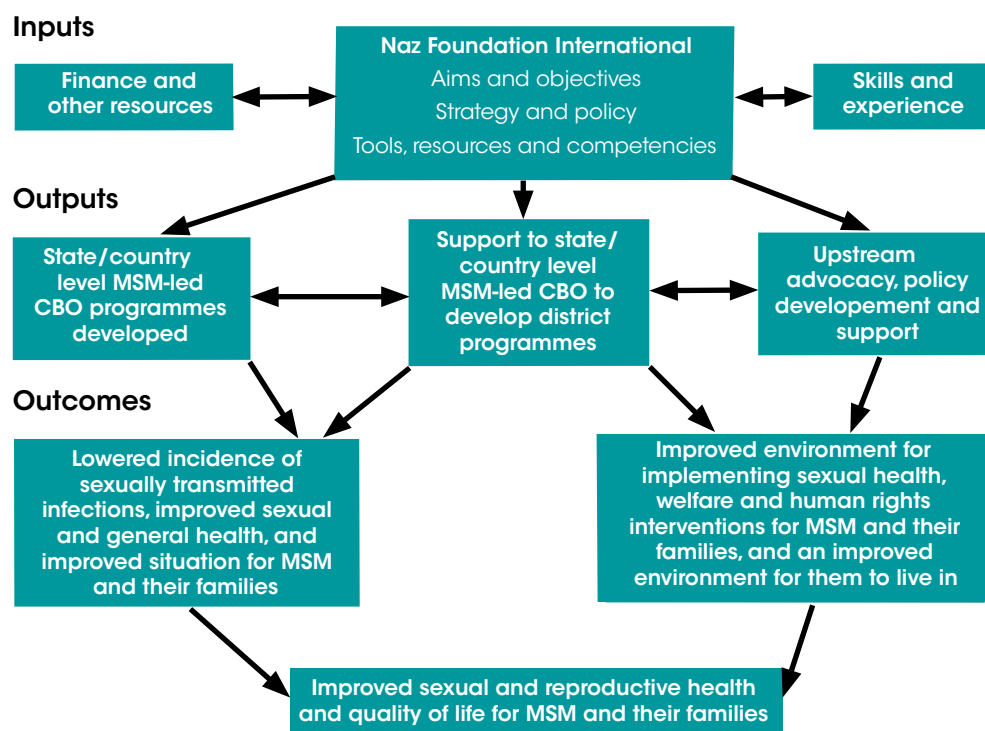 Inputs
Finance and
other resources
Naz Foundation International
Aims and objectives
Strategy and policy
Tools, resources and competencies
Skills and
experience
Outputs
State/country
level MSM-led
CBO programmes
developed
Support to state/
country level
MSM-led CBO to
develop district
programmes
Upstream
advocacy, policy
developement and
support
Outcomes
Lowered incidence of
sexually transmitted
infections, improved sexual
and general health, and
improved situation for MSM
and their families
Improved environment for
implementing sexual health,
welfare and human rights
interventions for MSM and their
families, and an improved
environment for them to live in
Improved sexual and reproductive health
and quality of life for MSM and their families